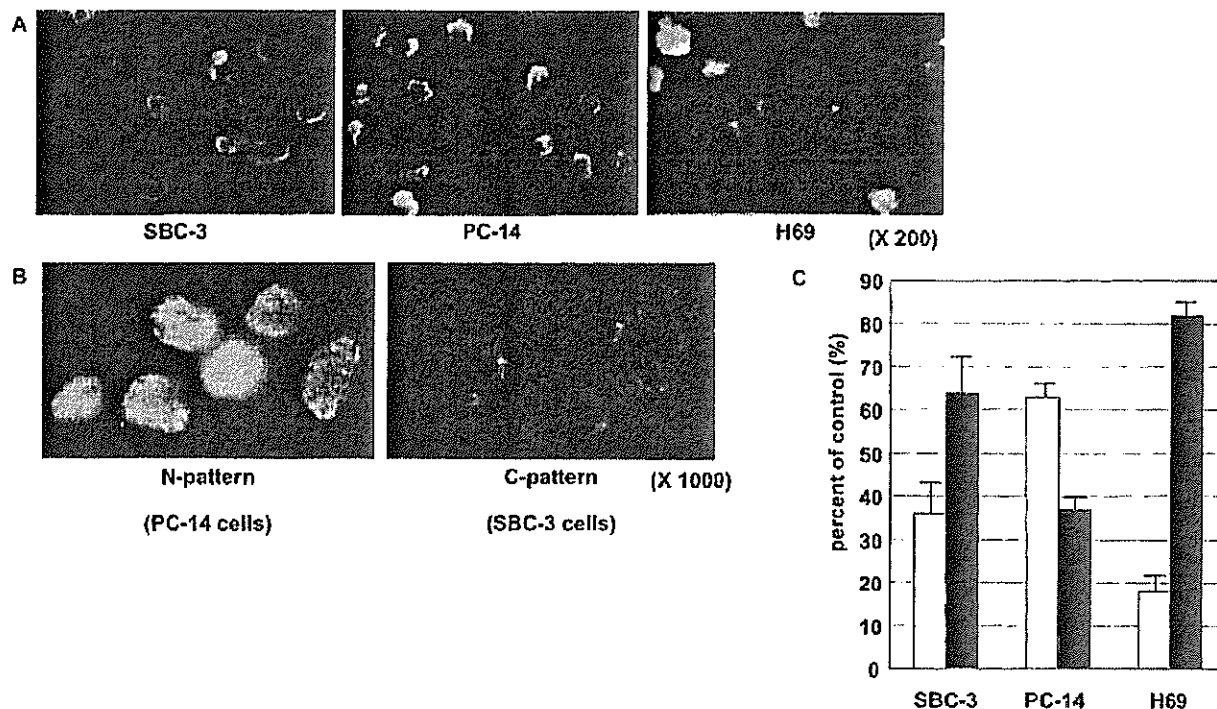 A
SBC-3
PC-14
H69
(X 200)
B
N-pattern
C-pattern
(X 1000)
(PC-14 cells)
(SBC-3 cells)
C
percent of control (%)
90
80
70
60
50
40
30
20
10
0
SBC-3
PC-14
H69